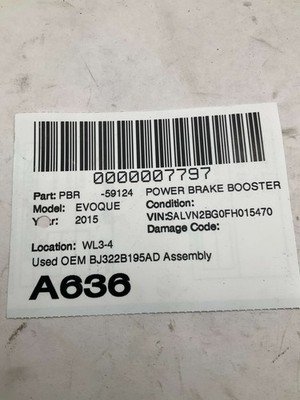 0000007797
Part: PBR -59124 POWER BRAKE BOOSTER
Model: EVOQUE Condition:
Year: 2015 VIN:SALVN2BG0FH015470
Damage Code:
Location: WL3-4
Used OEM BJ322B195AD Assembly
A636